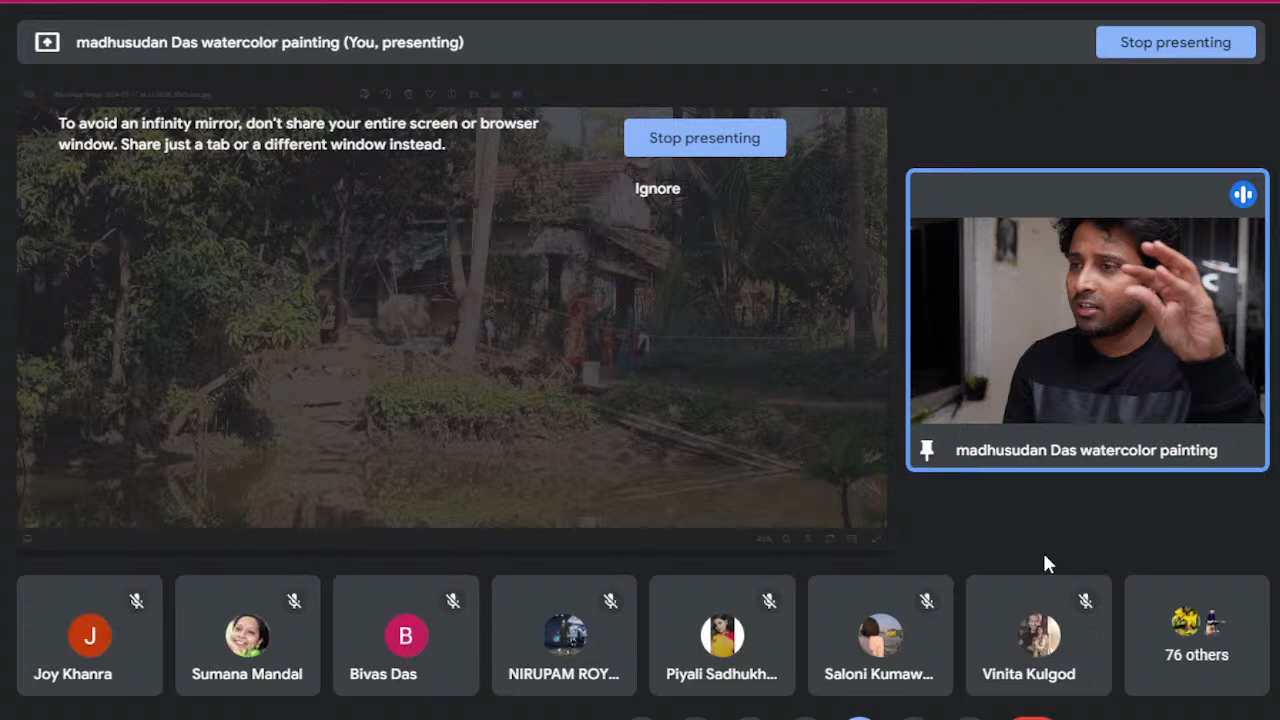 madhusudan Das watercolor painting (You, presenting)
Stop presenting
To avoid an infinity mirror, don't share your entire screen or browser
window. Share just a tab or a different window instead.
Stop presenting
Ignore
madhusudan Das watercolor painting
J
Joy Khanra
Sumana Mandal
B
Bivas Das
NIRUPAM ROY...
Piyali Sadhukh...
Saloni Kumaw...
Vinita Kulgod
76 others